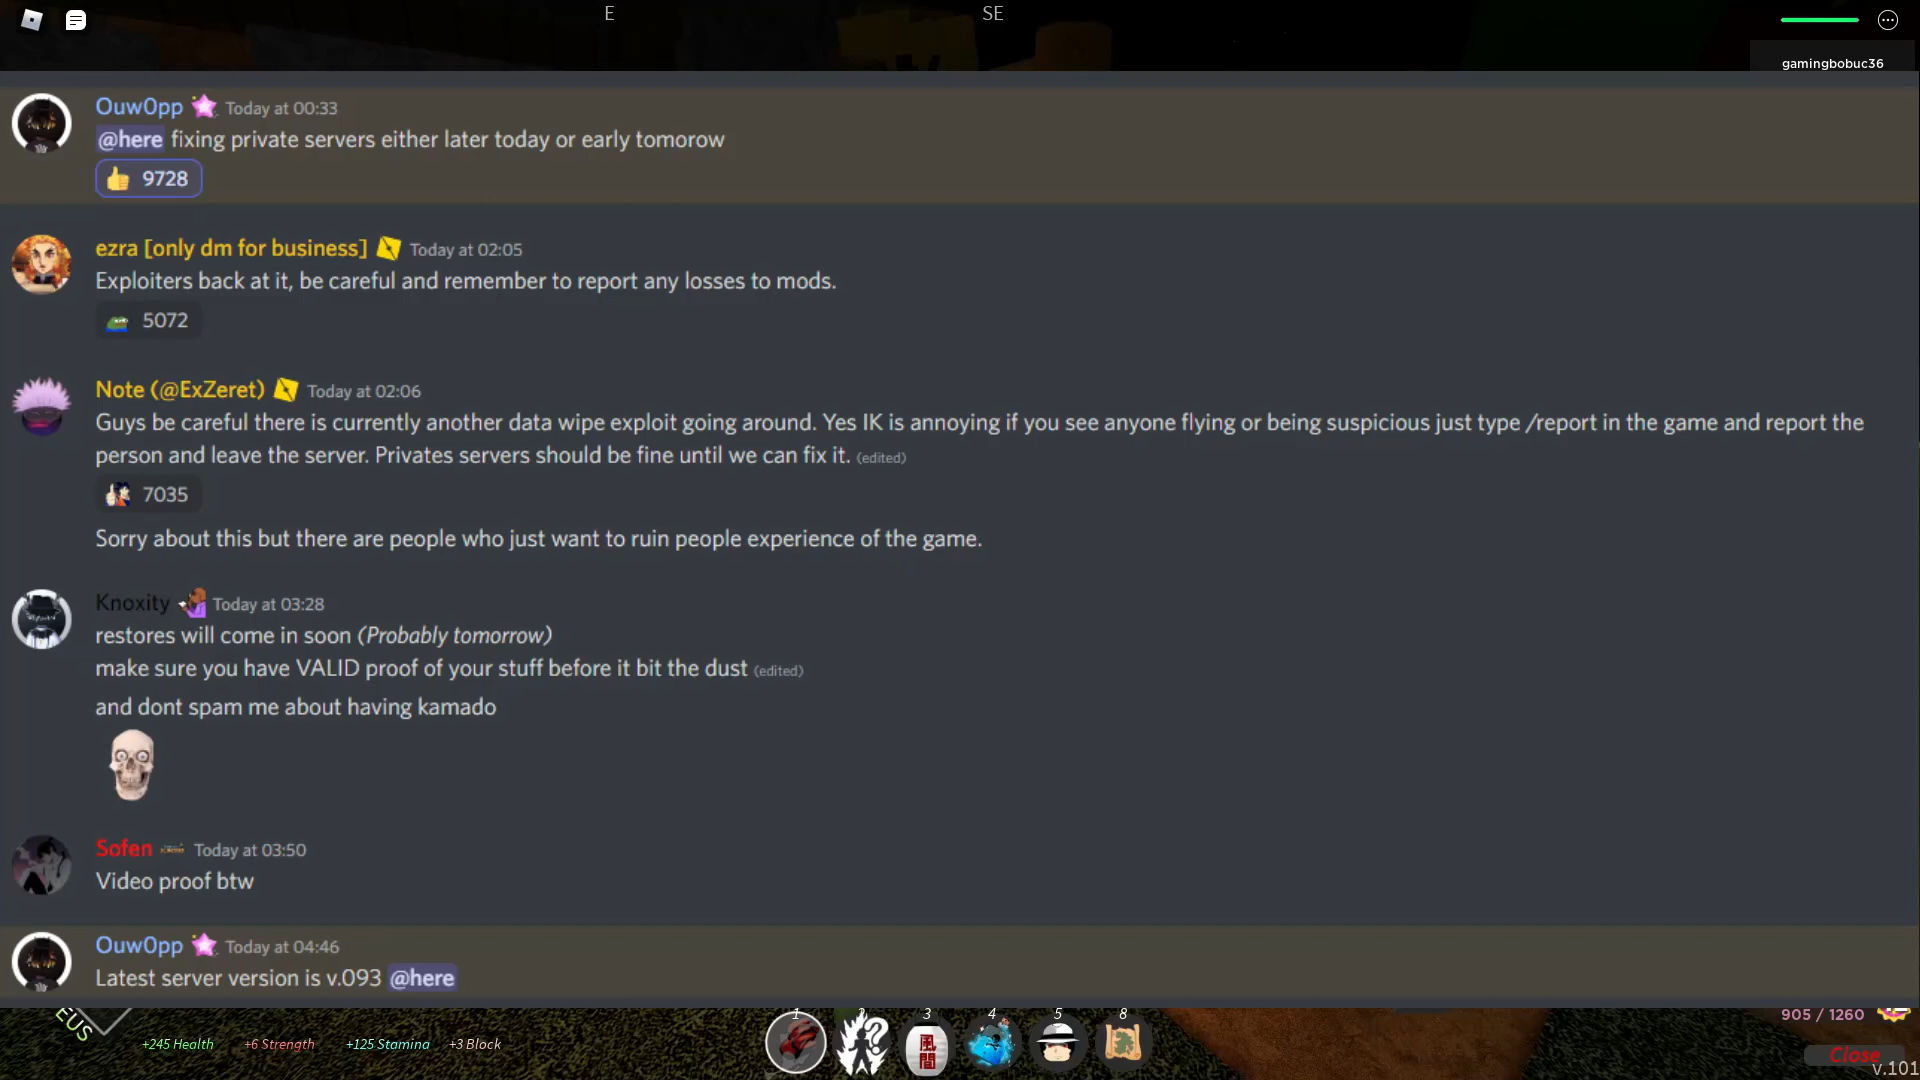 E
SE
gamingbobuc36
Ouw0pp Today at 00:33
@here fixing private servers either later today or early tomorow
9728
ezra [only dm for business] Today at 02:05
Exploiters back at it, be careful and remember to report any losses to mods.
5072
Note (@ExZeret) Today at 02:06
Guys be careful there is currently another data wipe exploit going around. Yes IK is annoying if you see anyone flying or being suspicious just type /report in the game and report the
person and leave the server. Privates servers should be fine until we can fix it. (edited)
7035
Sorry about this but there are people who just want to ruin people experience of the game.
Knoxity Today at 03:28
restores will come in soon (Probably tomorrow)
make sure you have VALID proof of your stuff before it bit the dust (edited)
and dont spam me about having kamado
Sofen Today at 03:50
Video proof btw
Ouw0pp Today at 04:46
Latest server version is v.093 @here
EUS
+245 Health +6 Strength +125 Stamina +3 Block
1 2 3 4 5 8
風間
905 / 1260
Close
v.101